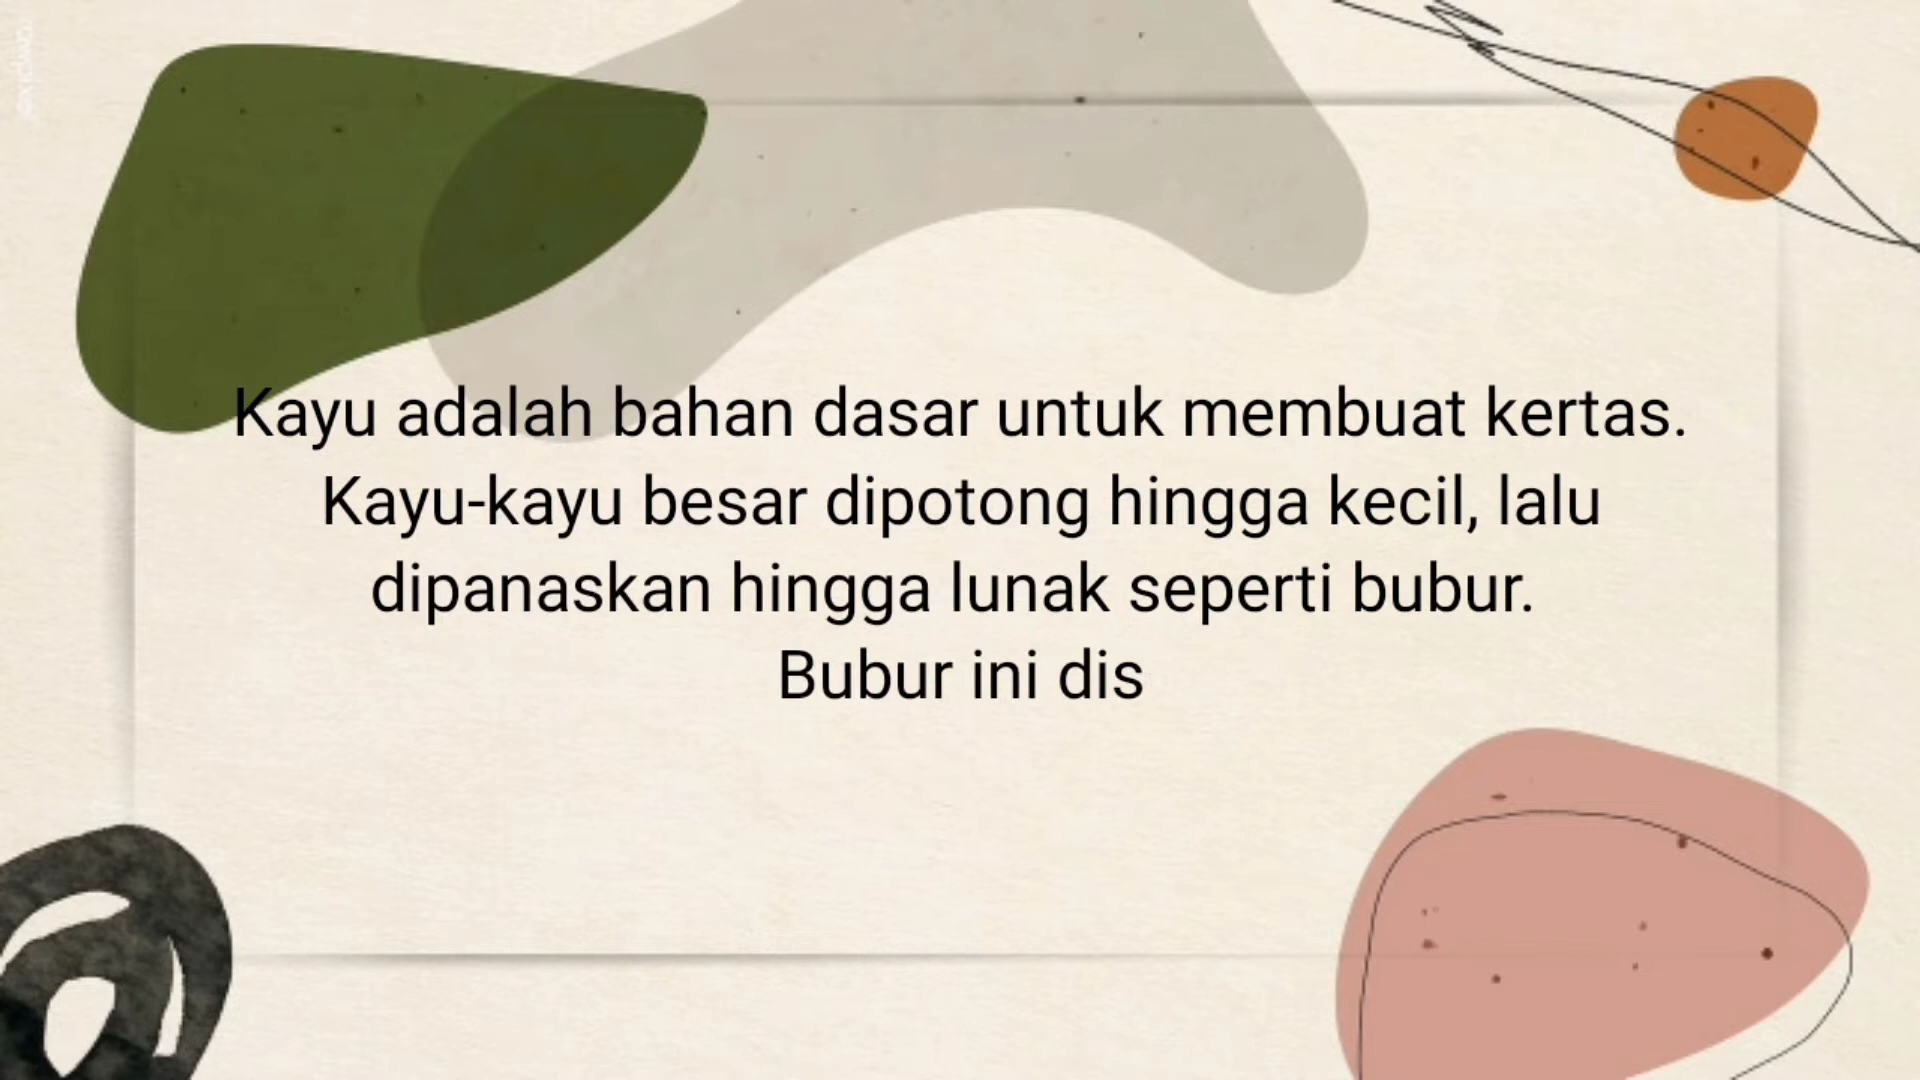 Kayu adalah bahan dasar untuk membuat kertas.
Kayu-kayu besar dipotong hingga kecil, lalu
dipanaskan hingga lunak seperti bubur.
Bubur ini dis